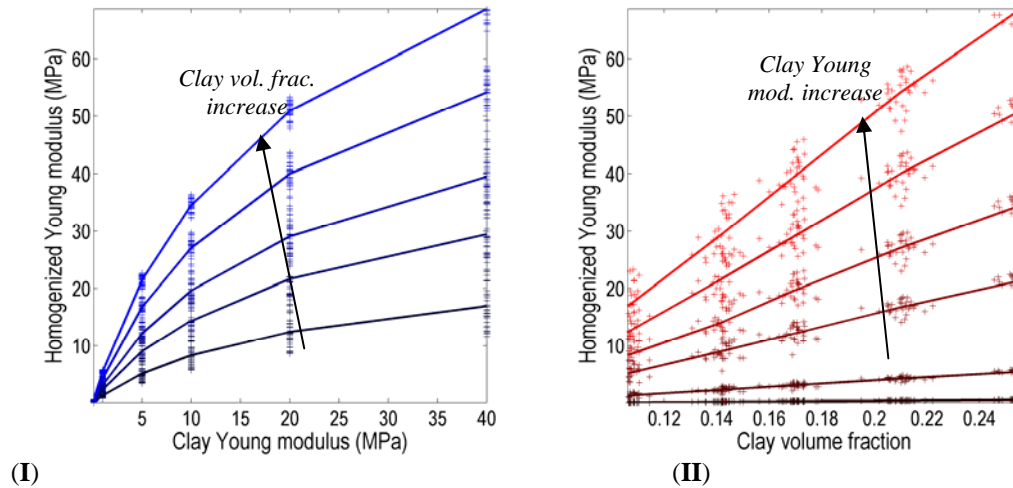 Homogenized Young modulus (MPa)
60
50
40
30
20
10
5
10
15
20
25
30
35
40
Clay Young modulus (MPa)
Clay vol. frac.
increase
(I)
Homogenized Young modulus (MPa)
60
50
40
30
20
10
0.12
0.14
0.16
0.18
0.2
0.22
0.24
Clay volume fraction
Clay Young
mod. increase
(II)